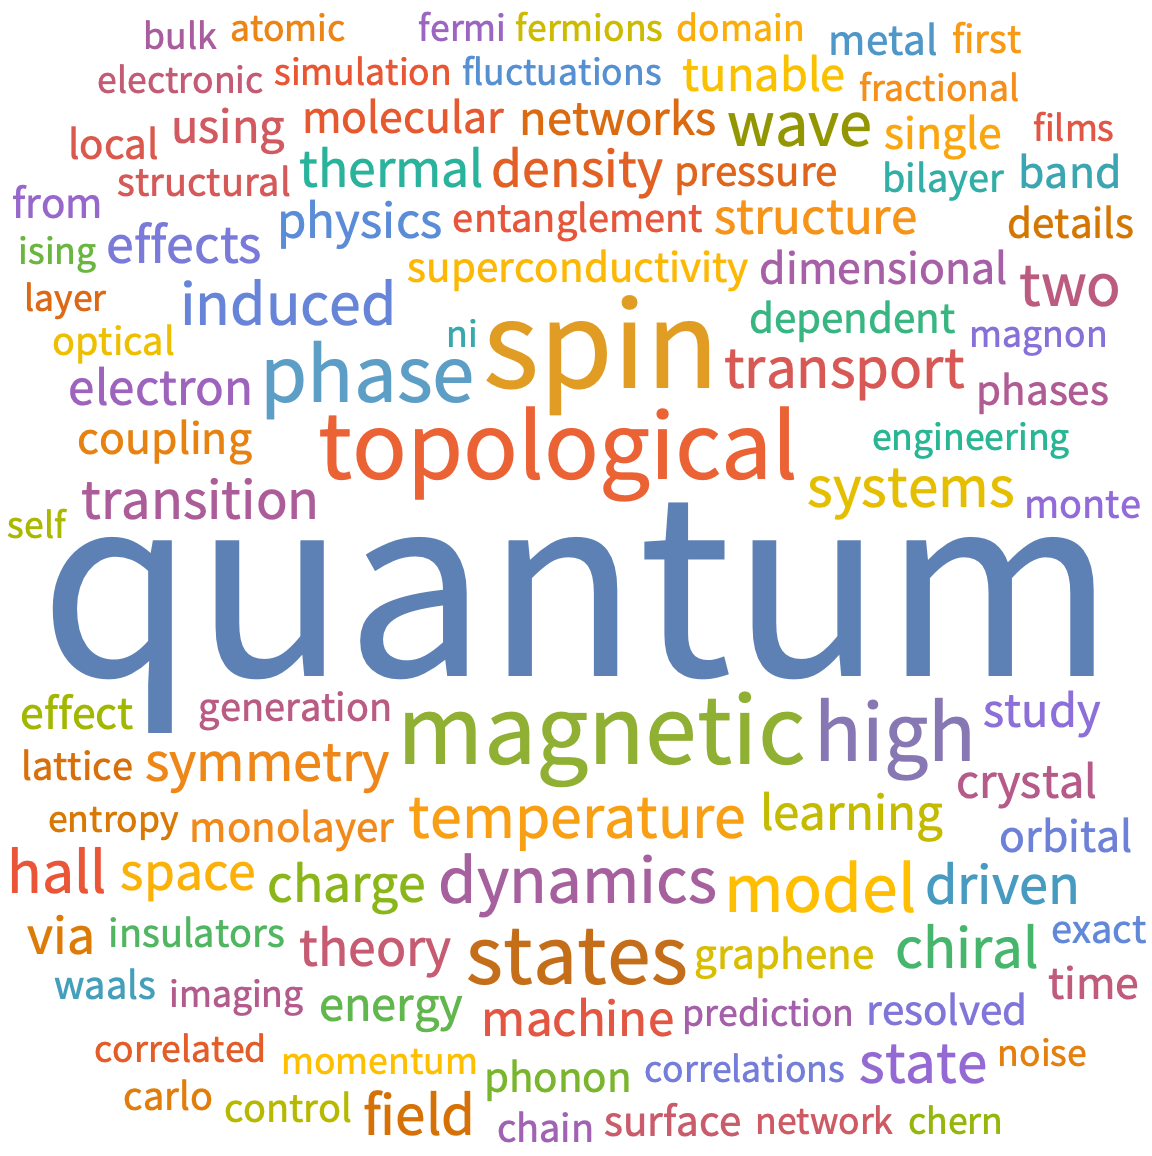 bulk atomic fermi fermions domain metal first
electronic simulation fluctuations tunable fractional
local using molecular networks wave single films
structural thermal density pressure bilayer band
from physics entanglement structure details
ising effects superconductivity dimensional two
layer induced spin dependent
optical ni magnon
electron phase transport phases
coupling topological engineering
transition systems monte
self
quantum
effect generation magnetic high study
lattice symmetry crystal
entropy monolayer temperature learning orbital
hall space charge dynamics model driven
via insulators theory states graphene chiral exact
waals imaging energy machine prediction resolved time
correlated momentum phonon correlations state noise
carlo control field chain surface network chern